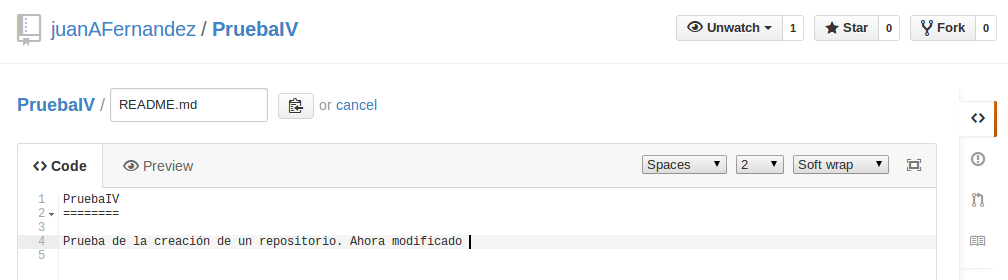 juanAFernandez / PruebaIV
Unwatch 1 Star 0 Fork 0
PruebaIV / README.md or cancel
Code Preview Spaces 2 Soft wrap
1 PruebaIV
2 ========
3
4 Prueba de la creación de un repositorio. Ahora modificado
5